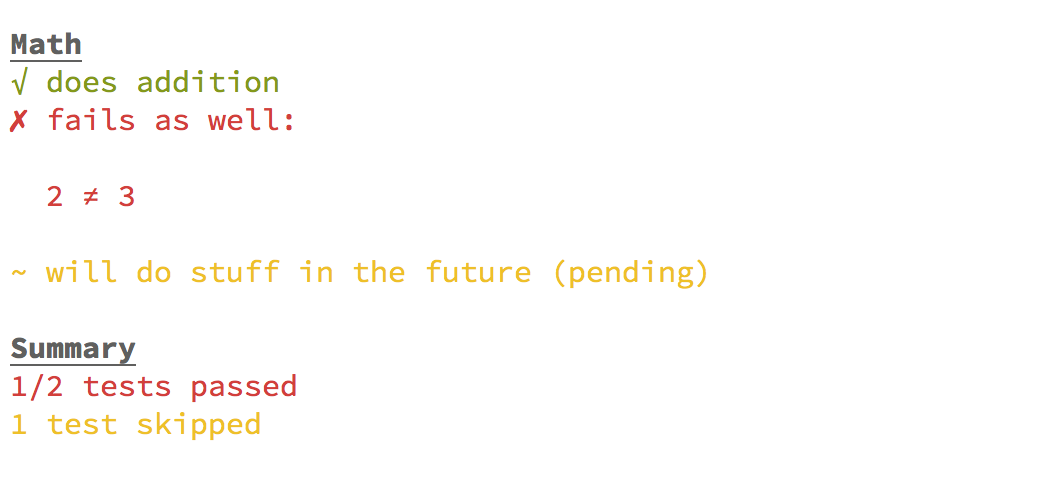 Math
√ does addition
✗ fails as well:
2 ≠ 3
~ will do stuff in the future (pending)
Summary
1/2 tests passed
1 test skipped